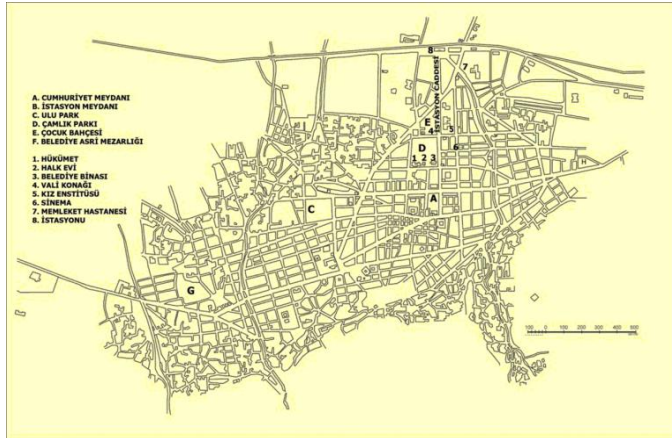 A. CUMHURİYET MEYDANI
B. İSTASYON MEYDANI
C. ULU PARK
D. ÇAMLIK PARKI
E. ÇOCUK BAHÇESİ
F. BELEDİYE ASRİ MEZARLIĞI
1. HÜKÜMET
2. HALK EVİ
3. BELEDİYE BİNASI
4. VALİ KONAĞI
5. KIZ ENSTİTÜSÜ
6. SİNEMA
7. MEMLEKET HASTANESİ
8. İSTASYONU
8
7
İSTASYON CADDESİ
E
4
5
D
6
1 2 3
H
A
C
G
100 0 100 200 300 400 500